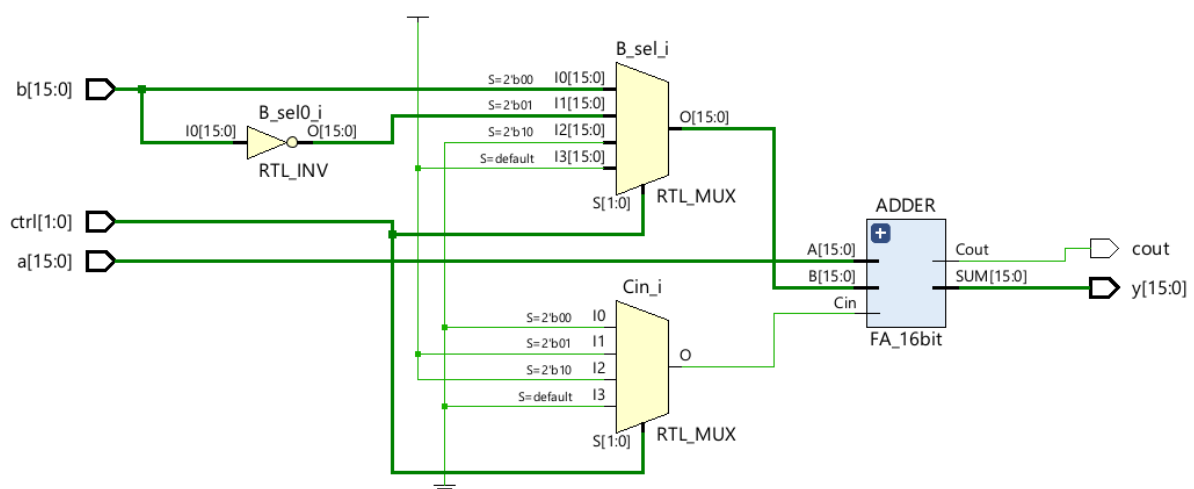 B_sel_i
S=2'b00 I0[15:0]
b[15:0]
S=2'b01 I1[15:0]
B_sel0_i
I0[15:0] O[15:0]
S=2'b10 I2[15:0]
O[15:0]
S=default I3[15:0]
RTL_INV
S[1:0] RTL_MUX
ctrl[1:0]
ADDER
a[15:0]
A[15:0] Cout
cout
B[15:0] SUM[15:0]
y[15:0]
Cin_i
Cin
S=2'b00 I0
FA_16bit
S=2'b01 I1
O
S=2'b10 I2
S=default I3
S[1:0] RTL_MUX